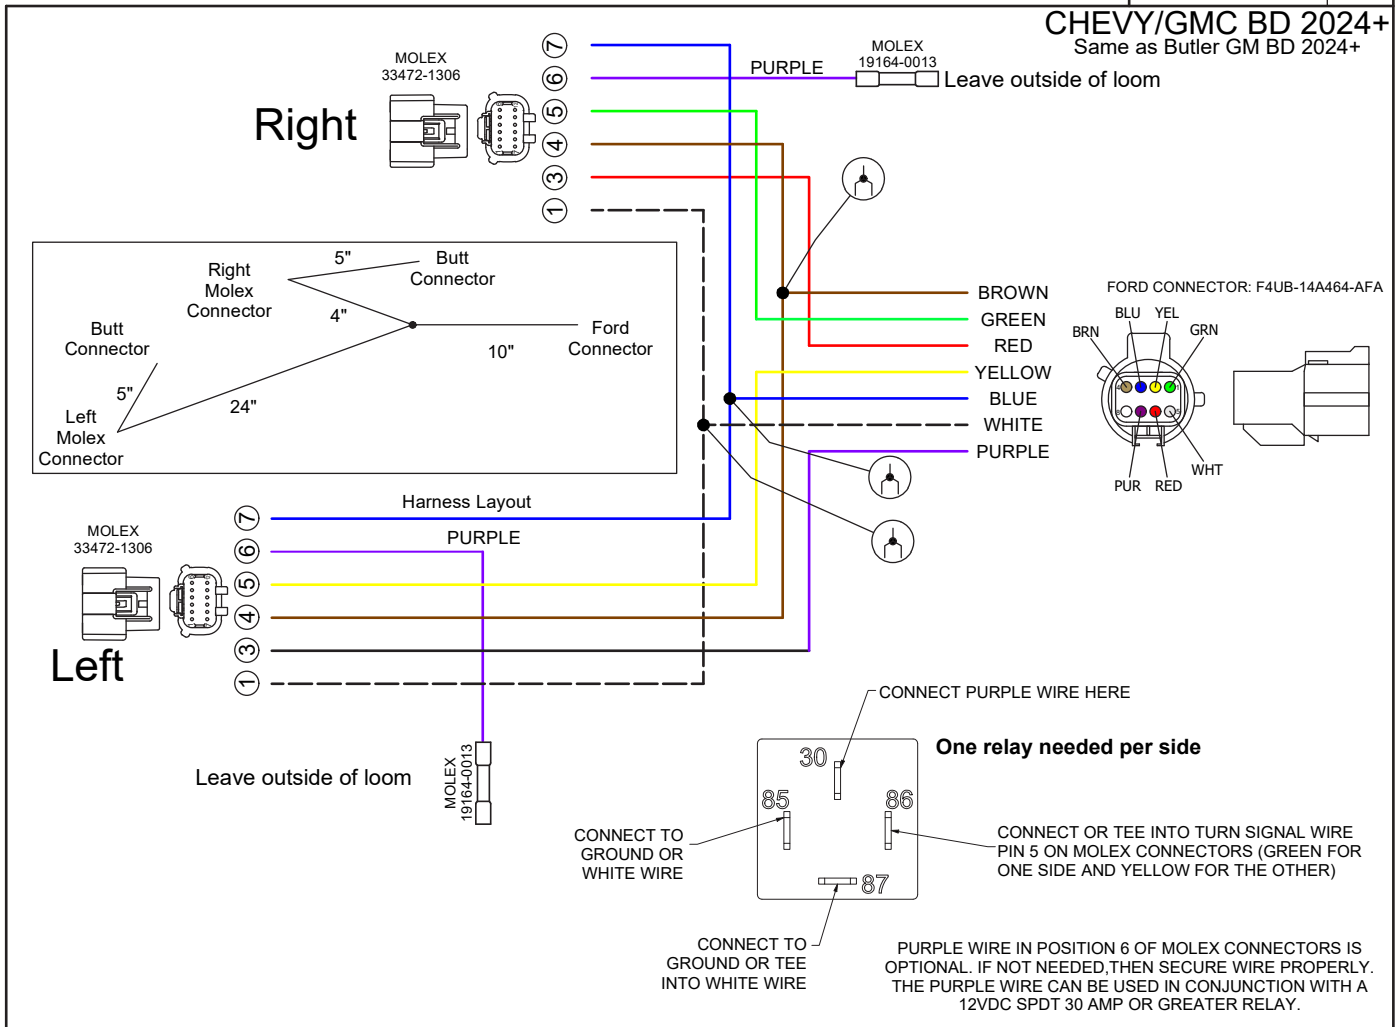 CHEVY/GMC BD 2024+
Same as Butler GM BD 2024+
MOLEX
33472-1306
Right
7
6
5
4
3
1
PURPLE
MOLEX
19164-0013
Leave outside of loom
5"
Butt
Connector
Right
Molex
Connector
4"
Butt
Connector
Ford
Connector
10"
5"
24"
Left
Molex
Connector
Harness Layout
BROWN
GREEN
RED
YELLOW
BLUE
WHITE
PURPLE
FORD CONNECTOR: F4UB-14A464-AFA
BLU YEL
BRN GRN
4 1
8 5
WHT
PUR RED
MOLEX
33472-1306
Left
7
6
5
4
3
1
PURPLE
Leave outside of loom
MOLEX
19164-0013
CONNECT PURPLE WIRE HERE
One relay needed per side
30
85
86
87
CONNECT TO
GROUND OR
WHITE WIRE
CONNECT OR TEE INTO TURN SIGNAL WIRE
PIN 5 ON MOLEX CONNECTORS (GREEN FOR
ONE SIDE AND YELLOW FOR THE OTHER)
CONNECT TO
GROUND OR TEE
INTO WHITE WIRE
PURPLE WIRE IN POSITION 6 OF MOLEX CONNECTORS IS
OPTIONAL. IF NOT NEEDED,THEN SECURE WIRE PROPERLY.
THE PURPLE WIRE CAN BE USED IN CONJUNCTION WITH A
12VDC SPDT 30 AMP OR GREATER RELAY.